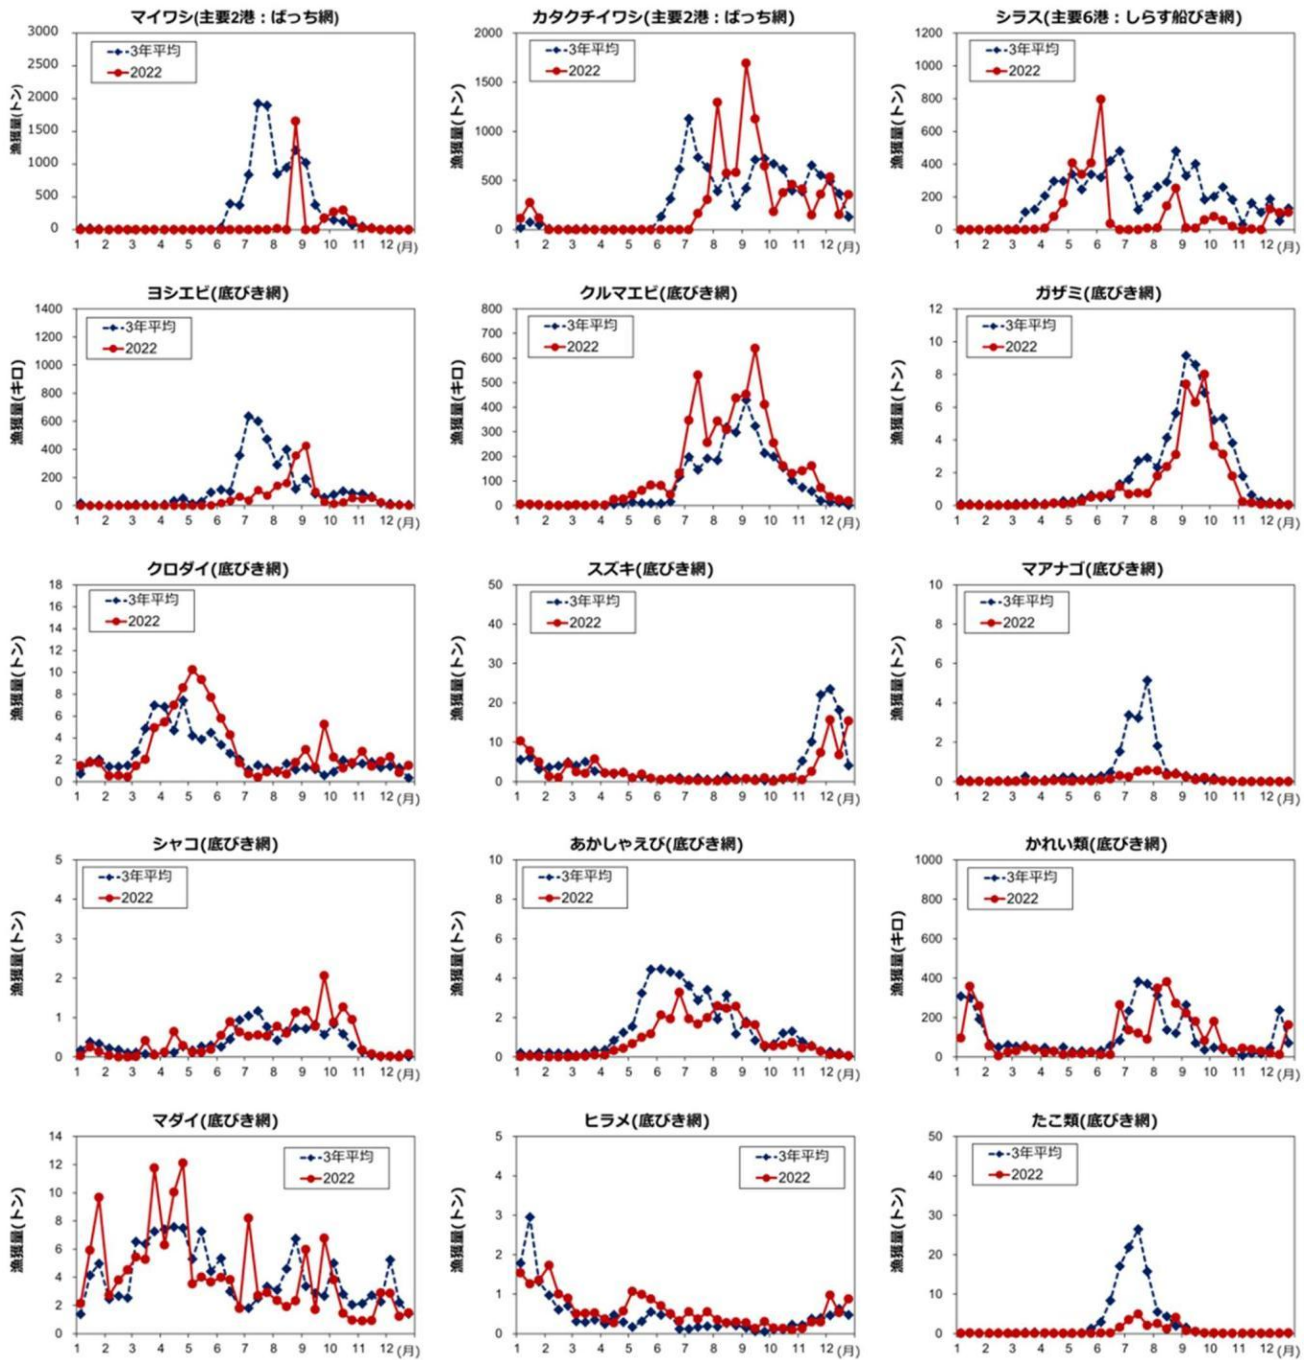 マイワシ(主要2港：ばっち網)
漁獲量(トン)
3000
2500
2000
1500
1000
500
0
3年平均
2022
1 2 3 4 5 6 7 8 9 10 11 12 (月)
カタクチイワシ(主要2港：ばっち網)
漁獲量(トン)
2000
1500
1000
500
0
3年平均
2022
1 2 3 4 5 6 7 8 9 10 11 12 (月)
シラス(主要6港：しらす船びき網)
漁獲量(トン)
1200
1000
800
600
400
200
0
3年平均
2022
1 2 3 4 5 6 7 8 9 10 11 12 (月)
ヨシエビ(底びき網)
漁獲量(キロ)
1400
1200
1000
800
600
400
200
0
3年平均
2022
1 2 3 4 5 6 7 8 9 10 11 12 (月)
クルマエビ(底びき網)
漁獲量(キロ)
800
700
600
500
400
300
200
100
0
3年平均
2022
1 2 3 4 5 6 7 8 9 10 11 12 (月)
ガザミ(底びき網)
漁獲量(トン)
12
10
8
6
4
2
0
3年平均
2022
1 2 3 4 5 6 7 8 9 10 11 12 (月)
クロダイ(底びき網)
漁獲量(トン)
18
16
14
12
10
8
6
4
2
0
3年平均
2022
1 2 3 4 5 6 7 8 9 10 11 12 (月)
スズキ(底びき網)
漁獲量(トン)
50
40
30
20
10
0
3年平均
2022
1 2 3 4 5 6 7 8 9 10 11 12 (月)
マアナゴ(底びき網)
漁獲量(トン)
10
8
6
4
2
0
3年平均
2022
1 2 3 4 5 6 7 8 9 10 11 12 (月)
シャコ(底びき網)
漁獲量(トン)
5
4
3
2
1
0
3年平均
2022
1 2 3 4 5 6 7 8 9 10 11 12 (月)
あかしゃえび(底びき網)
漁獲量(トン)
10
8
6
4
2
0
3年平均
2022
1 2 3 4 5 6 7 8 9 10 11 12 (月)
かれい類(底びき網)
漁獲量(キロ)
1000
800
600
400
200
0
3年平均
2022
1 2 3 4 5 6 7 8 9 10 11 12 (月)
マダイ(底びき網)
漁獲量(トン)
14
12
10
8
6
4
2
0
3年平均
2022
1 2 3 4 5 6 7 8 9 10 11 12 (月)
ヒラメ(底びき網)
漁獲量(トン)
5
4
3
2
1
0
3年平均
2022
1 2 3 4 5 6 7 8 9 10 11 12 (月)
たこ類(底びき網)
漁獲量(トン)
50
40
30
20
10
0
3年平均
2022
1 2 3 4 5 6 7 8 9 10 11 12 (月)